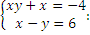 {xy + x = −4
x − y = 6 .